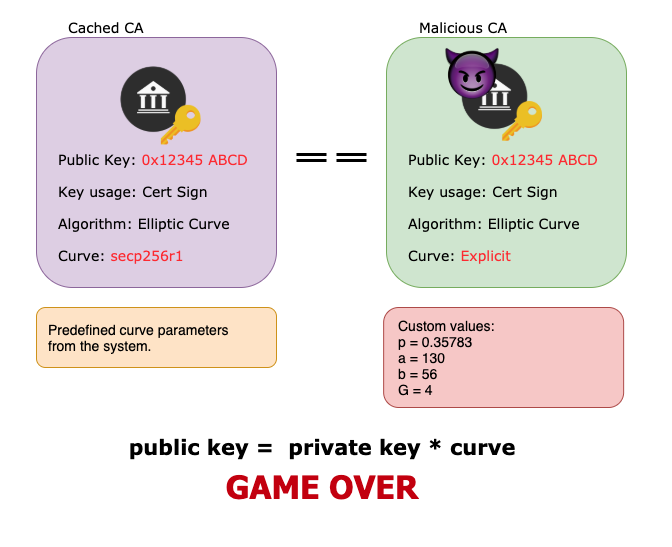 Cached CA
Public Key: 0x12345 ABCD
Key usage: Cert Sign
Algorithm: Elliptic Curve
Curve: secp256r1
Predefined curve parameters
from the system.
==
Malicious CA
Public Key: 0x12345 ABCD
Key usage: Cert Sign
Algorithm: Elliptic Curve
Curve: Explicit
Custom values:
p = 0.35783
a = 130
b = 56
G = 4
public key = private key * curve
GAME OVER